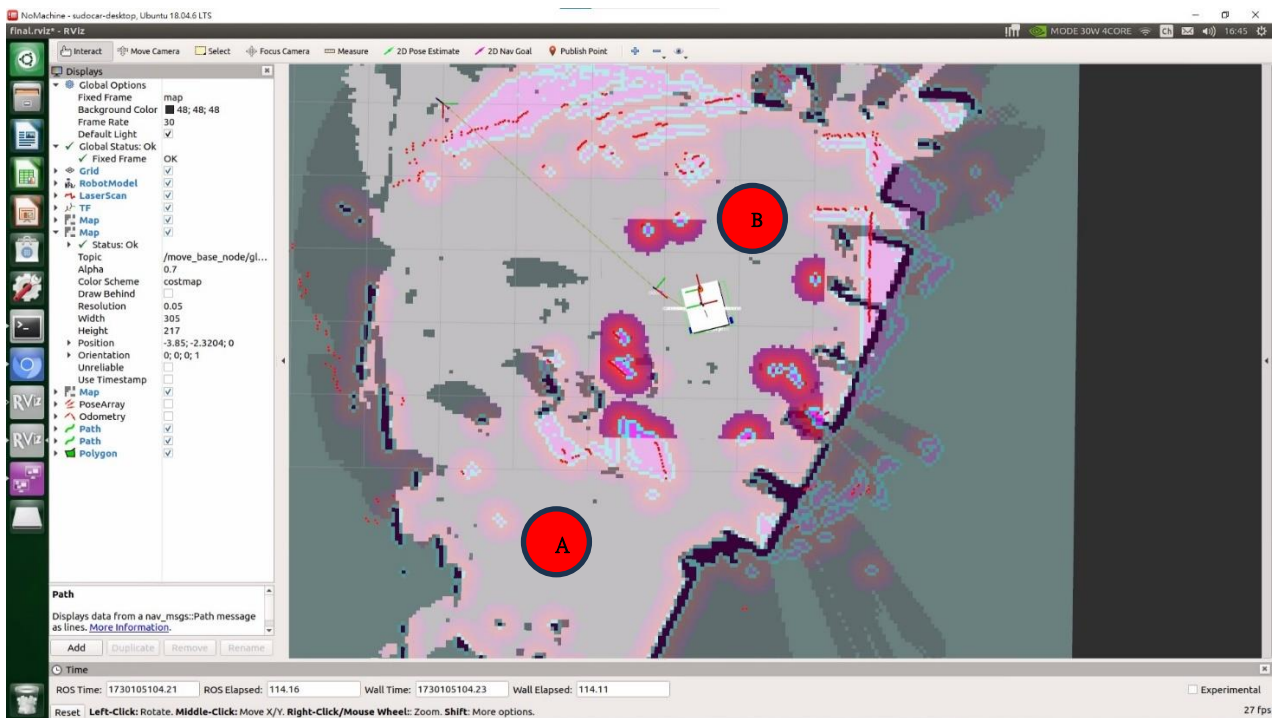 NoMachine - sudocar-desktop, Ubuntu 18.04.6 LTS
final.rviz* - RViz
MODE 30W 4CORE Ch 16:45
Interact Move Camera Select Focus Camera Measure 2D Pose Estimate 2D Nav Goal Publish Point
Displays
Global Options
Fixed Frame map
Background Color 48; 48; 48
Frame Rate 30
Default Light
Global Status: Ok
Fixed Frame OK
Grid
RobotModel
LaserScan
TF
Map
Map
Status: Ok
Topic /move_base_node/gl...
Alpha 0.7
Color Scheme costmap
Draw Behind
Resolution 0.05
Width 305
Height 217
Position -3.85; -2.3204; 0
Orientation 0; 0; 0; 1
Unreliable
Use Timestamp
Map
PoseArray
Odometry
Path
Path
Polygon
RViz
RViz
B
A
Path
Displays data from a nav_msgs::Path message
as lines. More Information.
Add Duplicate Remove Rename
Time
ROS Time: 1730105104.21 ROS Elapsed: 114.16 Wall Time: 1730105104.23 Wall Elapsed: 114.11 Experimental
Reset Left-Click: Rotate. Middle-Click: Move X/Y. Right-Click/Mouse Wheel:: Zoom. Shift: More options. 27 fps